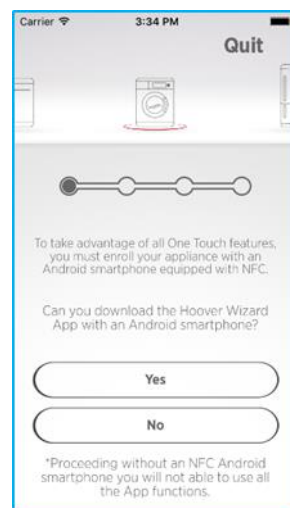 Carrier 3:34 PM
Quit
To take advantage of all One Touch features,
you must enroll your appliance with an
Android smartphone equipped with NFC.
Can you download the Hoover Wizard
App with an Android smartphone?
Yes
No
*Proceeding without an NFC Android
smartphone you will not able to use all
the App functions.